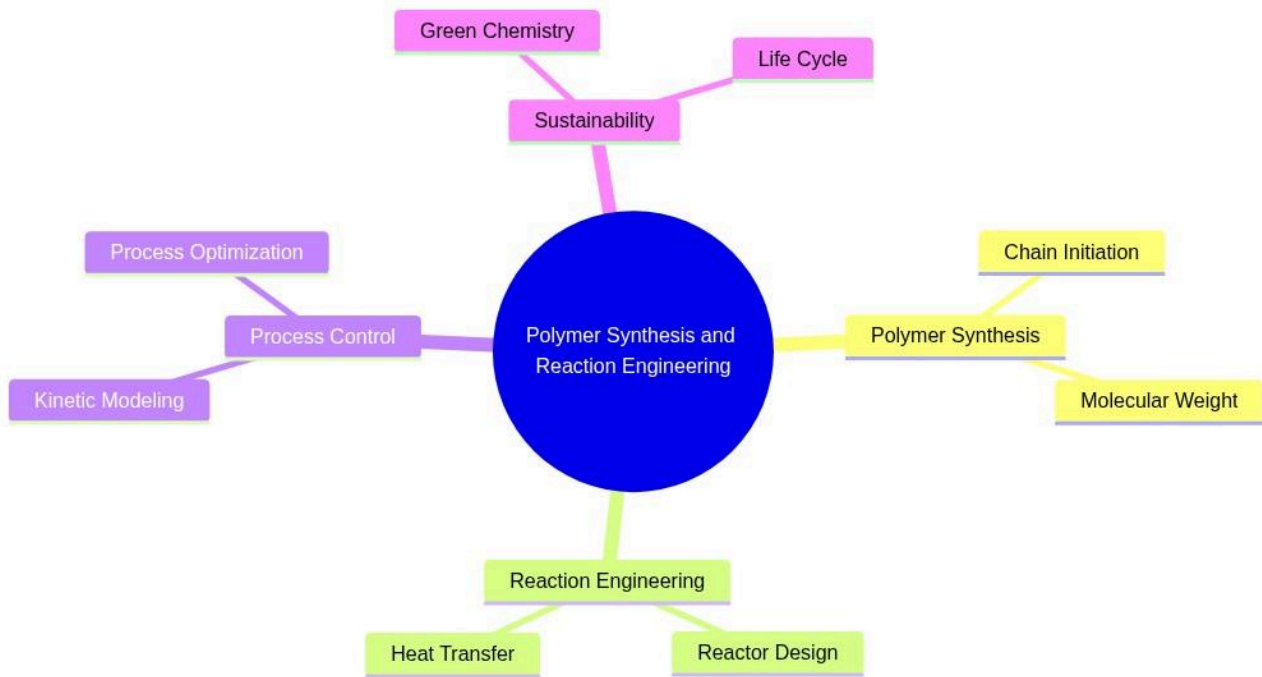 Green Chemistry
Life Cycle
Sustainability
Process Optimization
Chain Initiation
Process Control
Polymer Synthesis and
Reaction Engineering
Polymer Synthesis
Kinetic Modeling
Molecular Weight
Reaction Engineering
Heat Transfer
Reactor Design